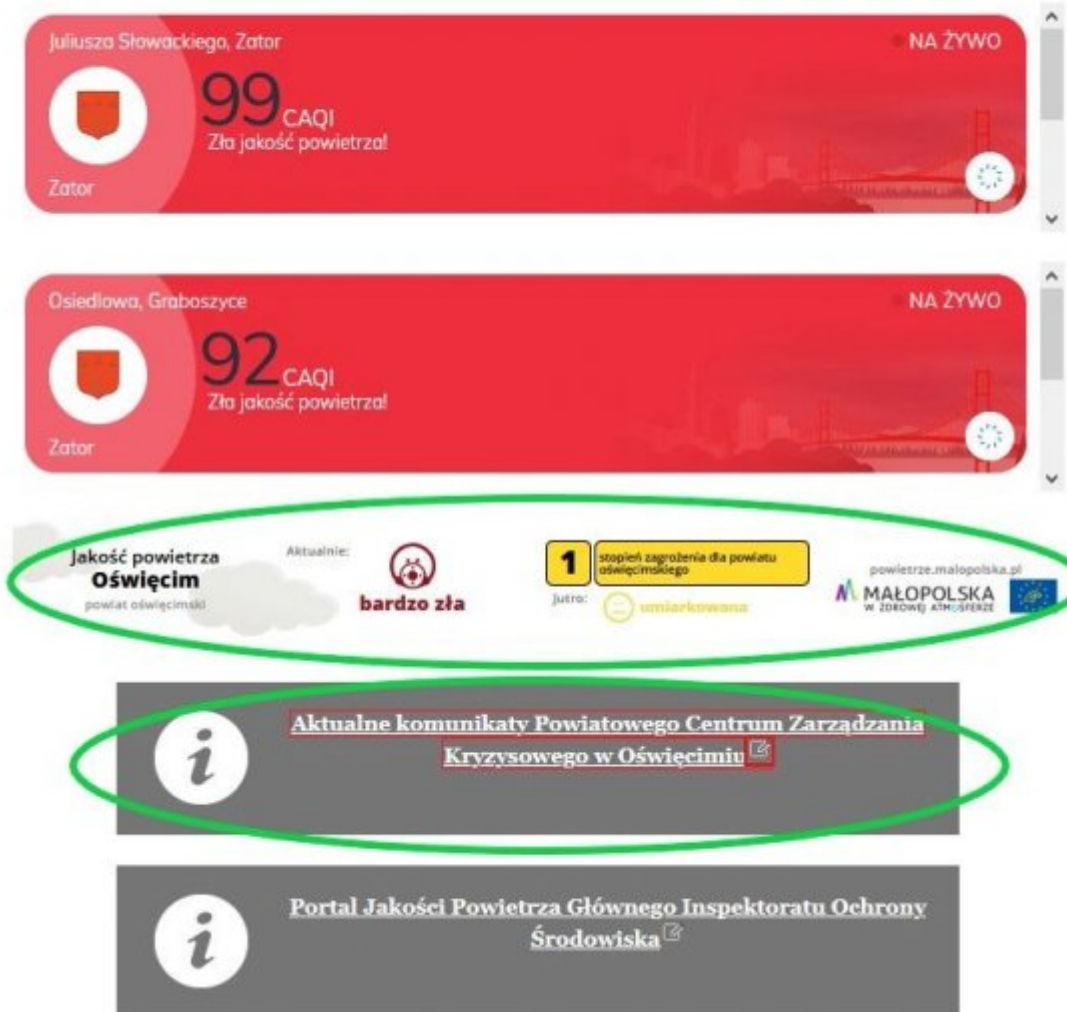 Juliusza Słowackiego, Zator
NA ŻYWO
99 CAQI
Zła jakość powietrza!
Zator
Osiedlowa, Graboszyce
NA ŻYWO
92 CAQI
Zła jakość powietrza!
Zator
Jakość powietrza
Oświęcim
powiat oświęcimski
Aktualnie:
bardzo zła
1 stopień zagrożenia dla powiatu
oświęcimskiego
Jutro:
umiarkowana
powietrze.malopolska.pl
MAŁOPOLSKA
W ZDROWEJ ATMOSFERZE
Aktualne komunikaty Powiatowego Centrum Zarządzania
Kryzysowego w Oświęcimiu
Portal Jakości Powietrza Głównego Inspektoratu Ochrony
Środowiska